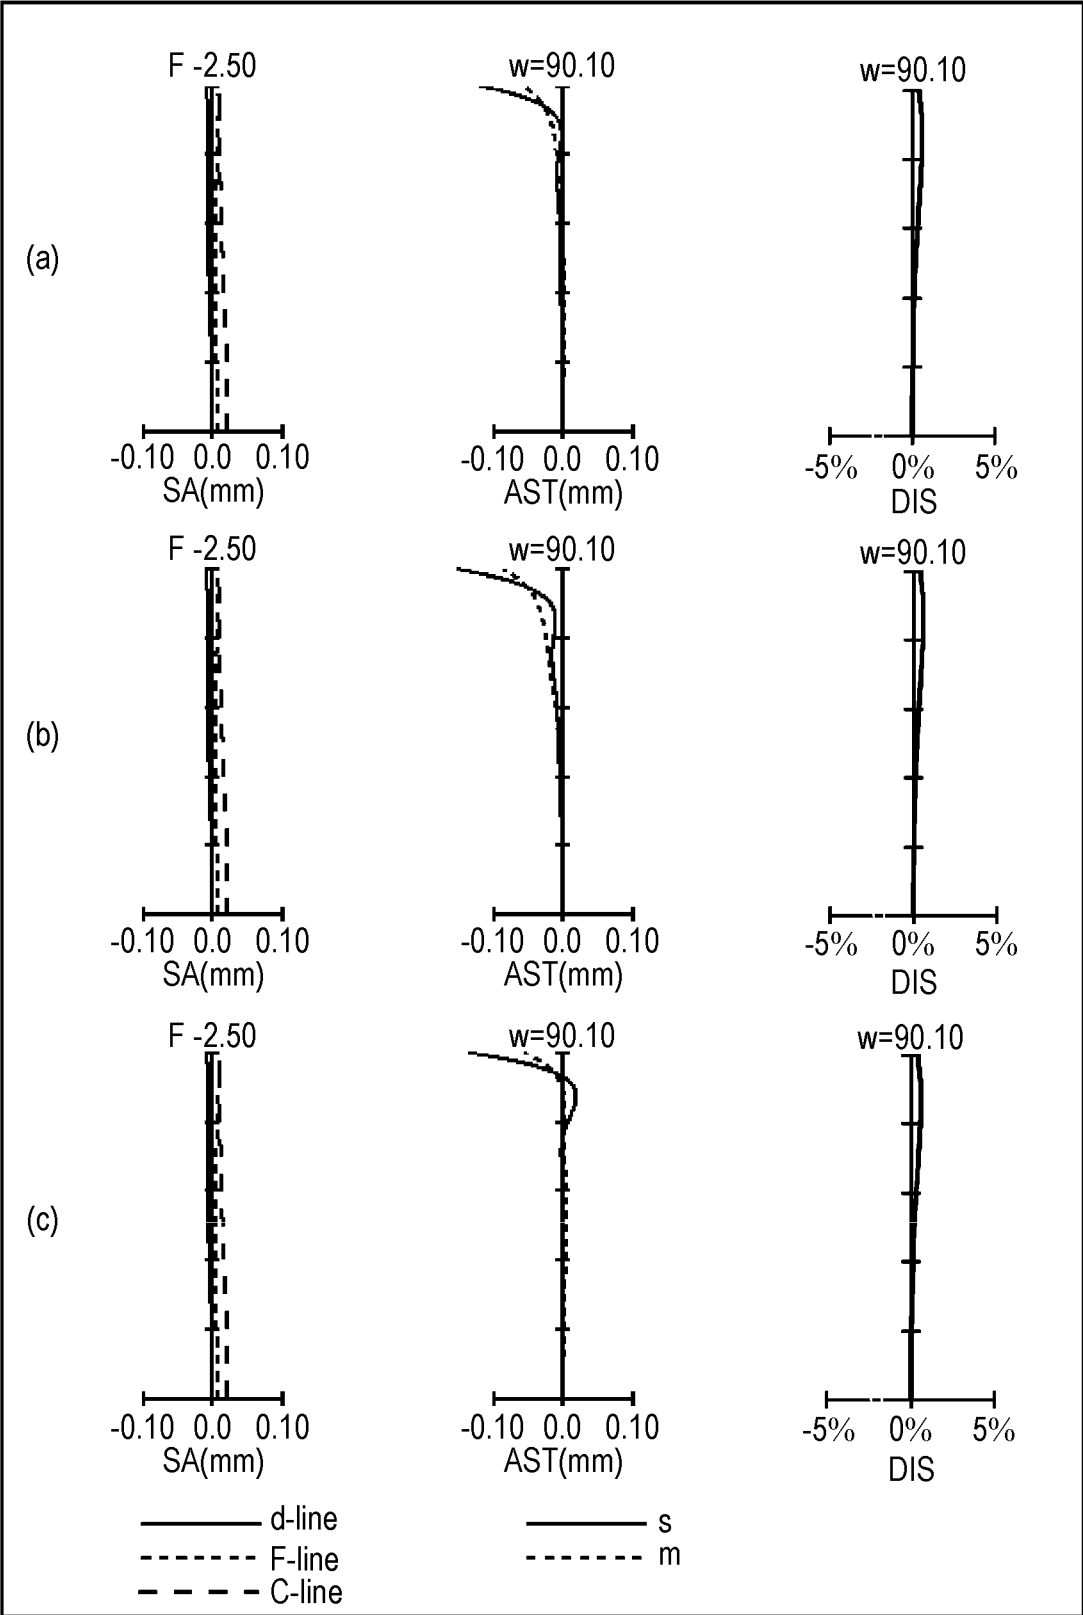 F -2.50 w=90.10 w=90.10
(a)
-0.10 0.0 0.10 -0.10 0.0 0.10 -5% 0% 5%
SA(mm) AST(mm) DIS
F -2.50 w=90.10 w=90.10
(b)
-0.10 0.0 0.10 -0.10 0.0 0.10 -5% 0% 5%
SA(mm) AST(mm) DIS
F -2.50 w=90.10 w=90.10
(c)
-0.10 0.0 0.10 -0.10 0.0 0.10 -5% 0% 5%
SA(mm) AST(mm) DIS
d-line s
F-line m
C-line